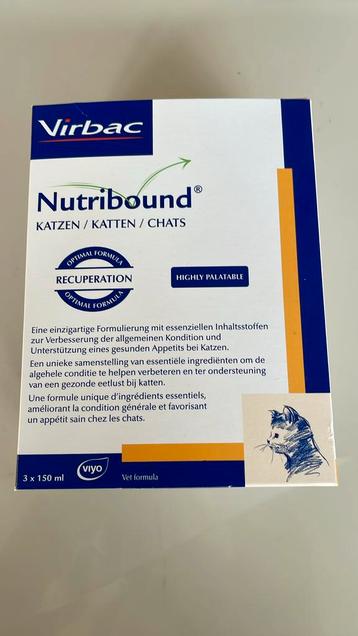 Virbac
Nutribound®
KATZEN / KATTEN / CHATS
OPTIMAL FORMULA
RECUPERATION
OPTIMAL FORMULA
HIGHLY PALATABLE
Eine einzigartige Formulierung mit essenziellen Inhaltsstoffen
zur Verbesserung der allgemeinen Kondition und
Unterstützung eines gesunden Appetits bei Katzen.
Een unieke samenstelling van essentiële ingrediënten om de
algehele conditie te helpen verbeteren en ter ondersteuning
van een gezonde eetlust bij katten.
Une formule unique d'ingrédients essentiels,
améliorant la condition générale et favorisant
un appétit sain chez les chats.
3 x 150 ml
viyo
Vet formula